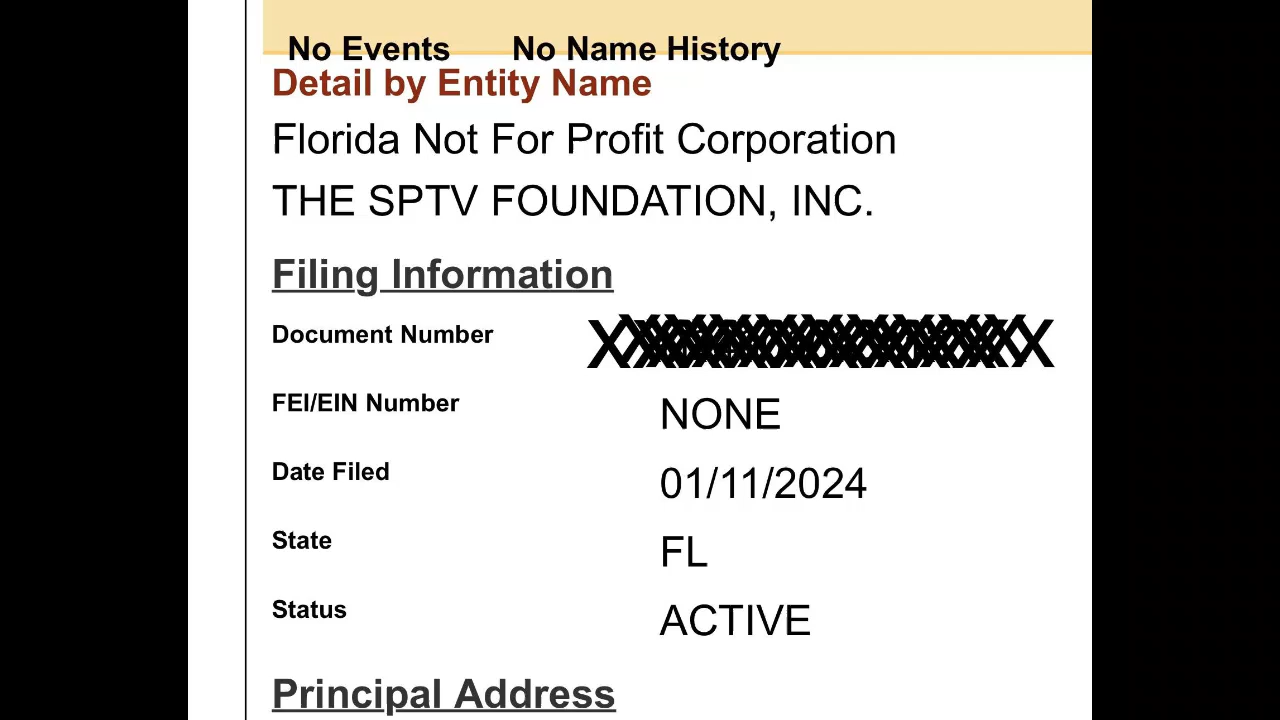 No Events No Name History
Detail by Entity Name
Florida Not For Profit Corporation
THE SPTV FOUNDATION, INC.
Filing Information
Document Number
FEI/EIN Number NONE
Date Filed 01/11/2024
State FL
Status ACTIVE
Principal Address